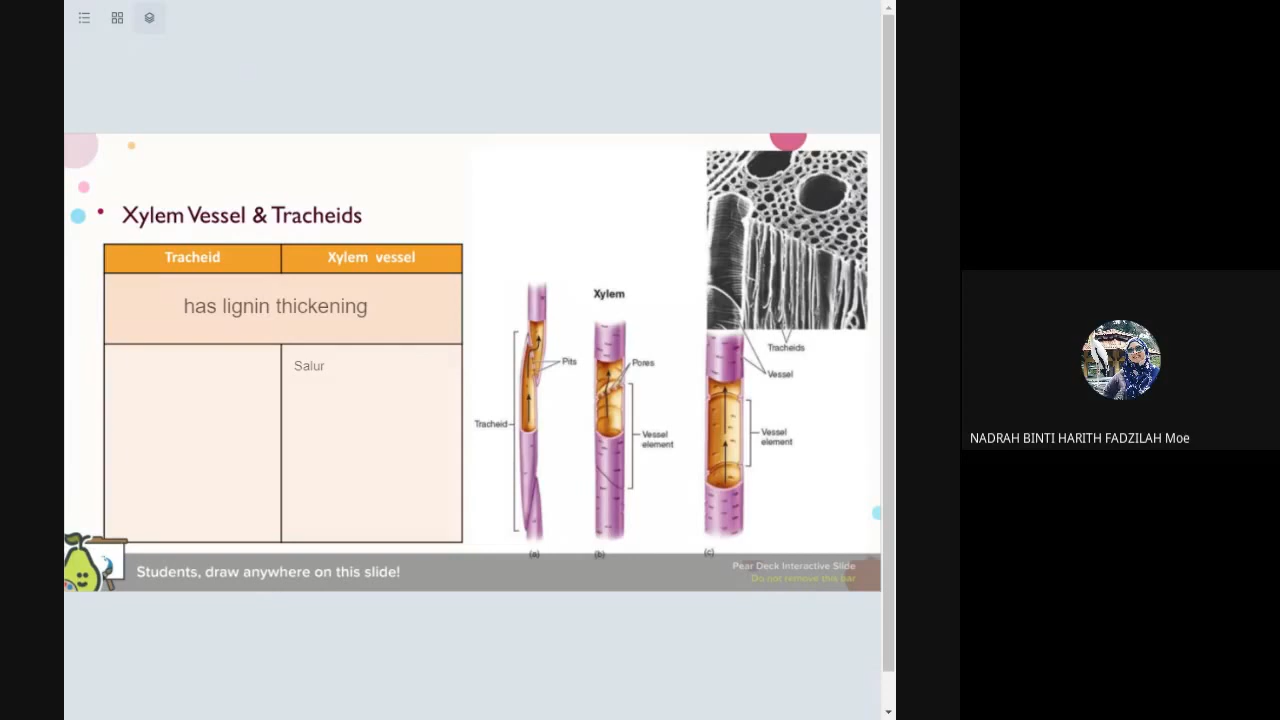 Xylem Vessel & Tracheids
Tracheid
Xylem vessel
has lignin thickening
Salur
Xylem
Pits
Tracheid
Pores
Vessel
element
Tracheids
Vessel
Vessel
element
(a)
(b)
(c)
Students, draw anywhere on this slide!
Pear Deck Interactive Slide
Do not remove this bar
NADRAH BINTI HARITH FADZILAH Moe